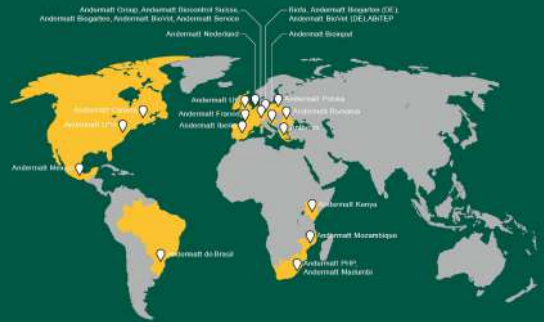 Andermatt Group, Andermatt Biocontrol Suisse,
Andermatt Biogarten, Andermatt BioVet, Andermatt Service
Biofa, Andermatt Biogarten (DE),
Andermatt BioVet (DE), ABiTEP
Andermatt Nederland
Andermatt Bioinput
Andermatt UK
Andermatt Polska
Andermatt Canada
Andermatt France
Andermatt Romania
Andermatt USA
Andermatt Iberia
Andermatt Mexico
Andermatt Kenya
Andermatt Mozambique
Andermatt do Brasil
Andermatt PHP,
Andermatt Madumbi